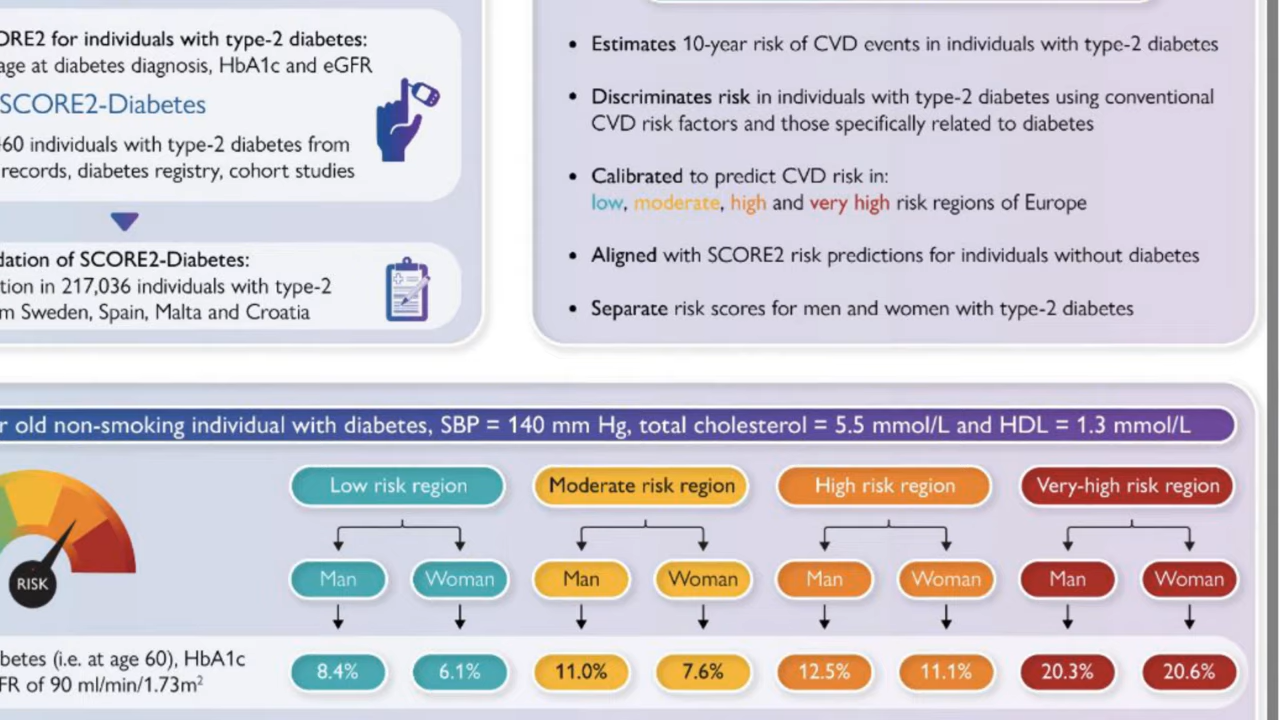 ORE2 for individuals with type-2 diabetes:
age at diabetes diagnosis, HbA1c and eGFR
SCORE2-Diabetes
60 individuals with type-2 diabetes from
records, diabetes registry, cohort studies
dation of SCORE2-Diabetes:
tion in 217,036 individuals with type-2
m Sweden, Spain, Malta and Croatia
• Estimates 10-year risk of CVD events in individuals with type-2 diabetes
• Discriminates risk in individuals with type-2 diabetes using conventional
CVD risk factors and those specifically related to diabetes
• Calibrated to predict CVD risk in:
low, moderate, high and very high risk regions of Europe
• Aligned with SCORE2 risk predictions for individuals without diabetes
• Separate risk scores for men and women with type-2 diabetes
r old non-smoking individual with diabetes, SBP = 140 mm Hg, total cholesterol = 5.5 mmol/L and HDL = 1.3 mmol/L
Low risk region Moderate risk region High risk region Very-high risk region
Man Woman Man Woman Man Woman Man Woman
RISK
betes (i.e. at age 60), HbA1c
FR of 90 ml/min/1.73m²
8.4% 6.1% 11.0% 7.6% 12.5% 11.1% 20.3% 20.6%